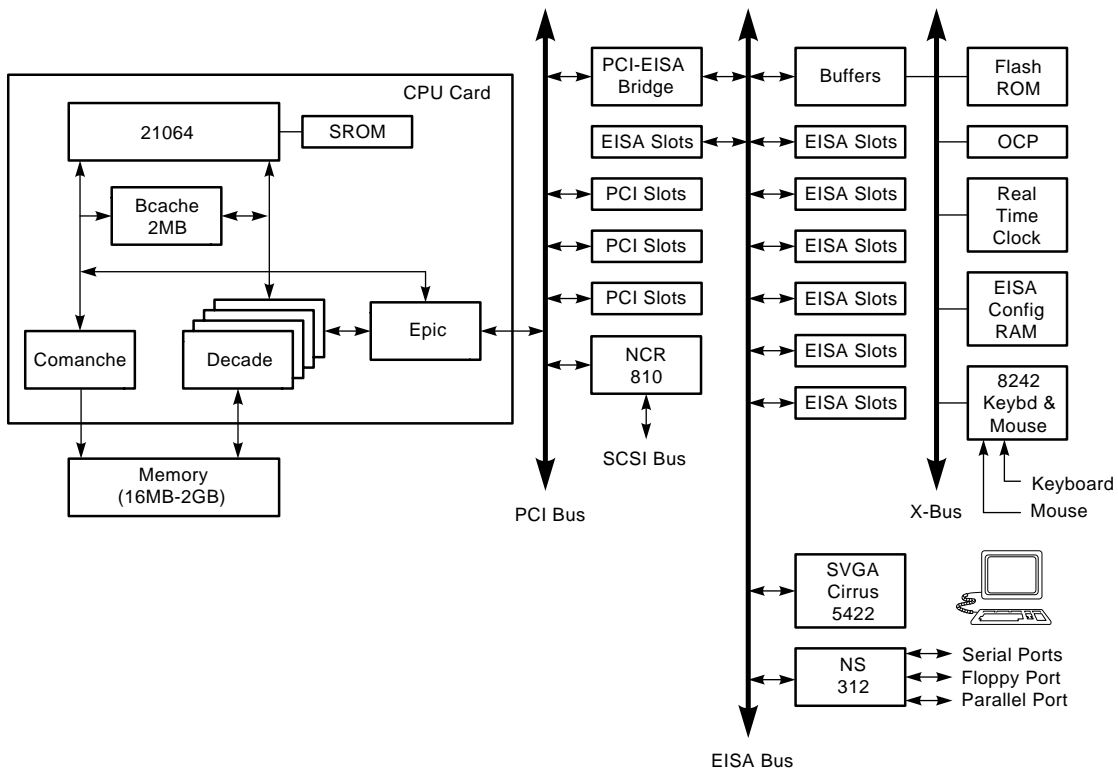 CPU Card
21064
SROM
Bcache
2MB
Comanche
Decade
Epic
Memory
(16MB-2GB)
PCI-EISA
Bridge
EISA Slots
PCI Slots
PCI Slots
PCI Slots
NCR
810
SCSI Bus
PCI Bus
Buffers
EISA Slots
EISA Slots
EISA Slots
EISA Slots
EISA Slots
EISA Slots
SVGA
Cirrus
5422
NS
312
Serial Ports
Floppy Port
Parallel Port
EISA Bus
Flash
ROM
OCP
Real
Time
Clock
EISA
Config
RAM
8242
Keybd &
Mouse
Keyboard
Mouse
X-Bus